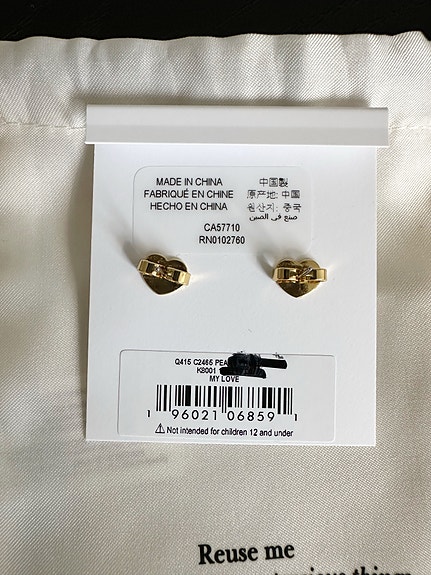 MADE IN CHINA
FABRIQUÉ EN CHINE
HECHO EN CHINA
中国製
原产地: 中国
원산지: 중국
صنع في الصين
CA57710
RN0102760
Q415 C2465 PEA
K8001
MY LOVE
1 96021 06859 1
⚠ Not intended for children 12 and under
Reuse me
things